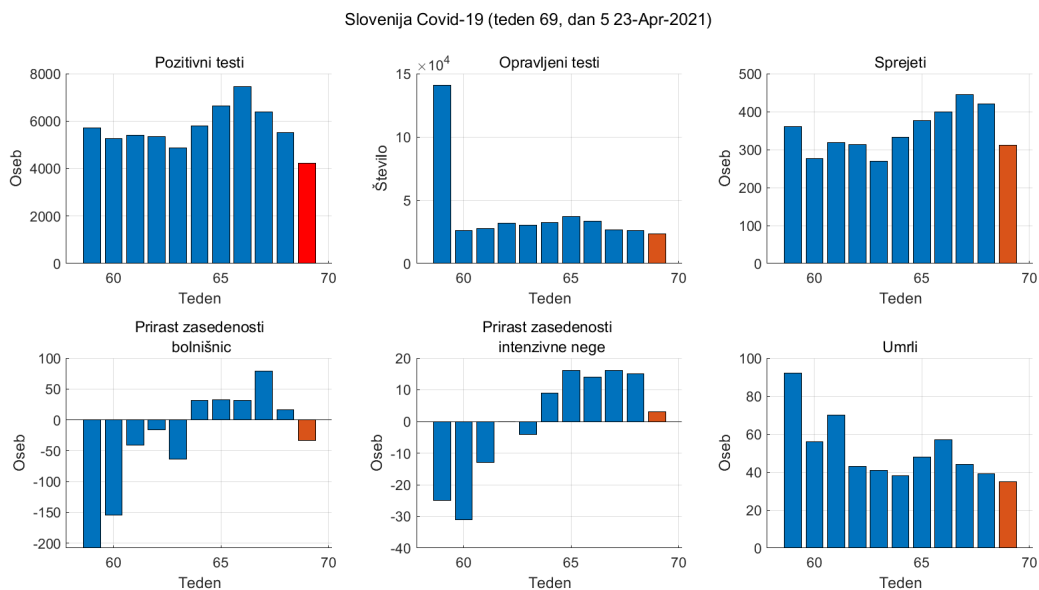 Slovenija Covid-19 (teden 69, dan 5 23-Apr-2021)
Pozitivni testi
8000
6000
4000
2000
0
Oseb
60 65 70
Teden
Opravljeni testi
×10⁴
15
10
5
0
Število
60 65 70
Teden
Sprejeti
500
400
300
200
100
0
Oseb
60 65 70
Teden
Prirast zasedenosti
bolnišnic
100
50
0
-50
-100
-150
-200
Oseb
60 65 70
Teden
Prirast zasedenosti
intenzivne nege
20
10
0
-10
-20
-30
-40
Oseb
60 65 70
Teden
Umrli
100
80
60
40
20
0
Oseb
60 65 70
Teden